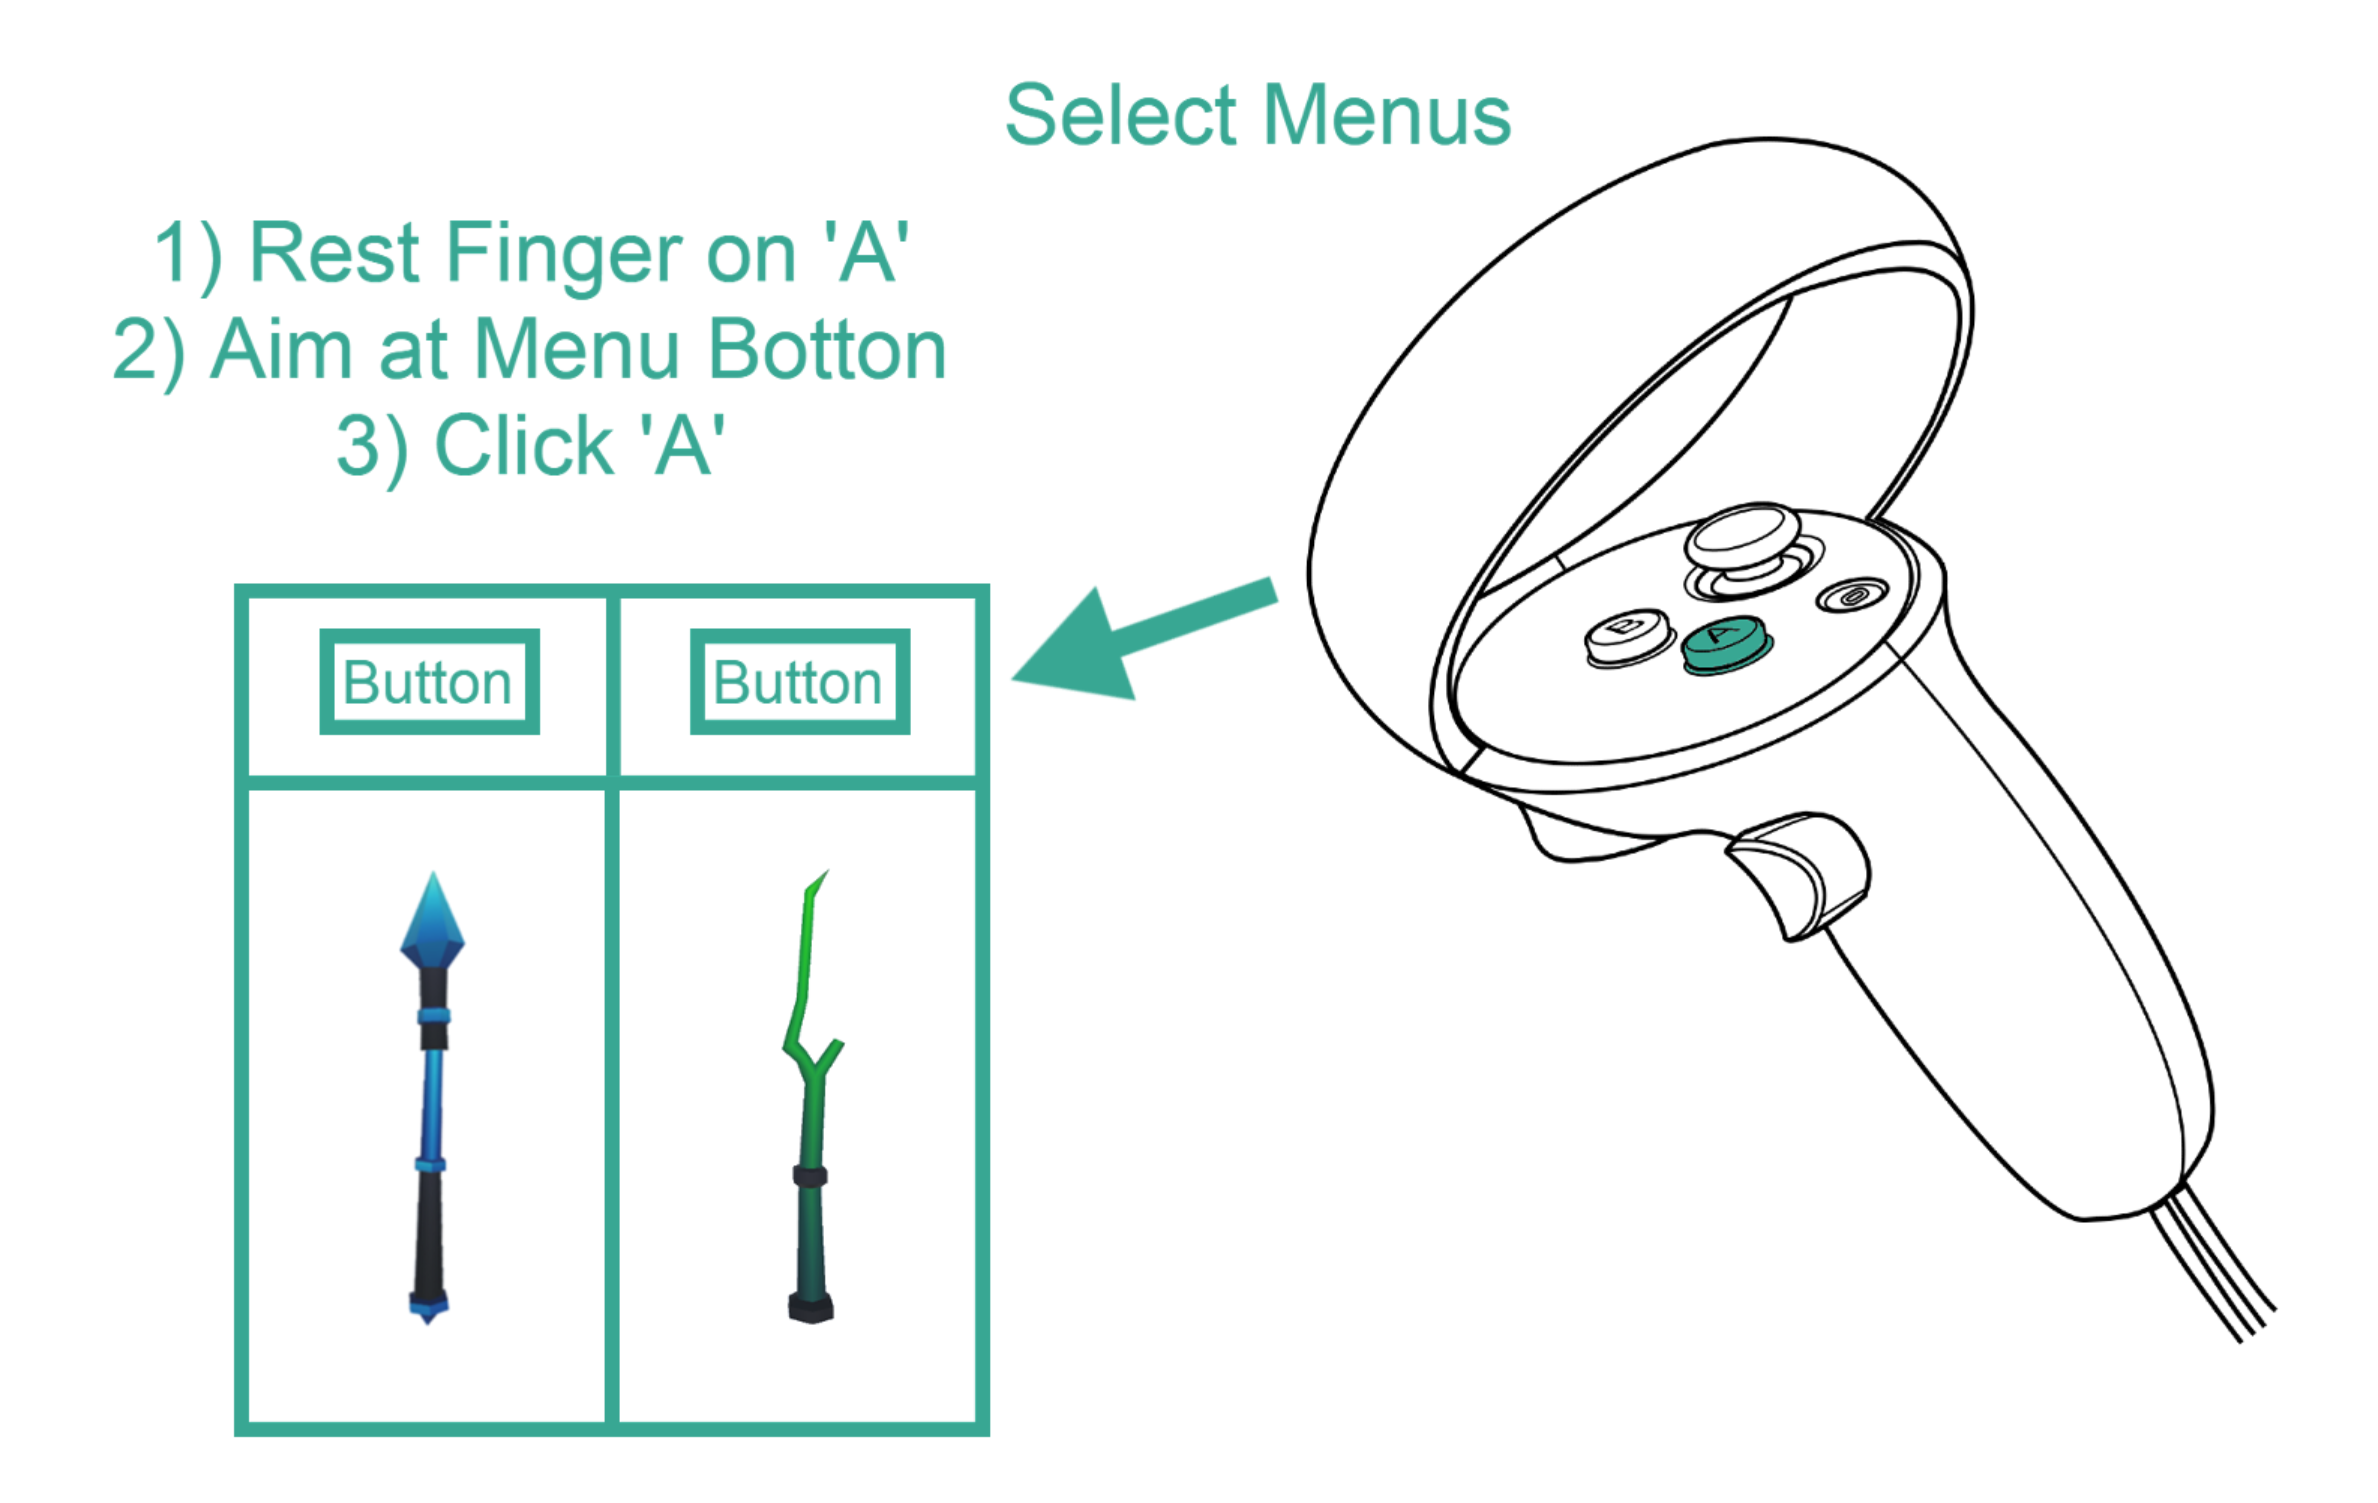 Select Menus
1) Rest Finger on 'A'
2) Aim at Menu Botton
3) Click 'A'
Button Button
B A